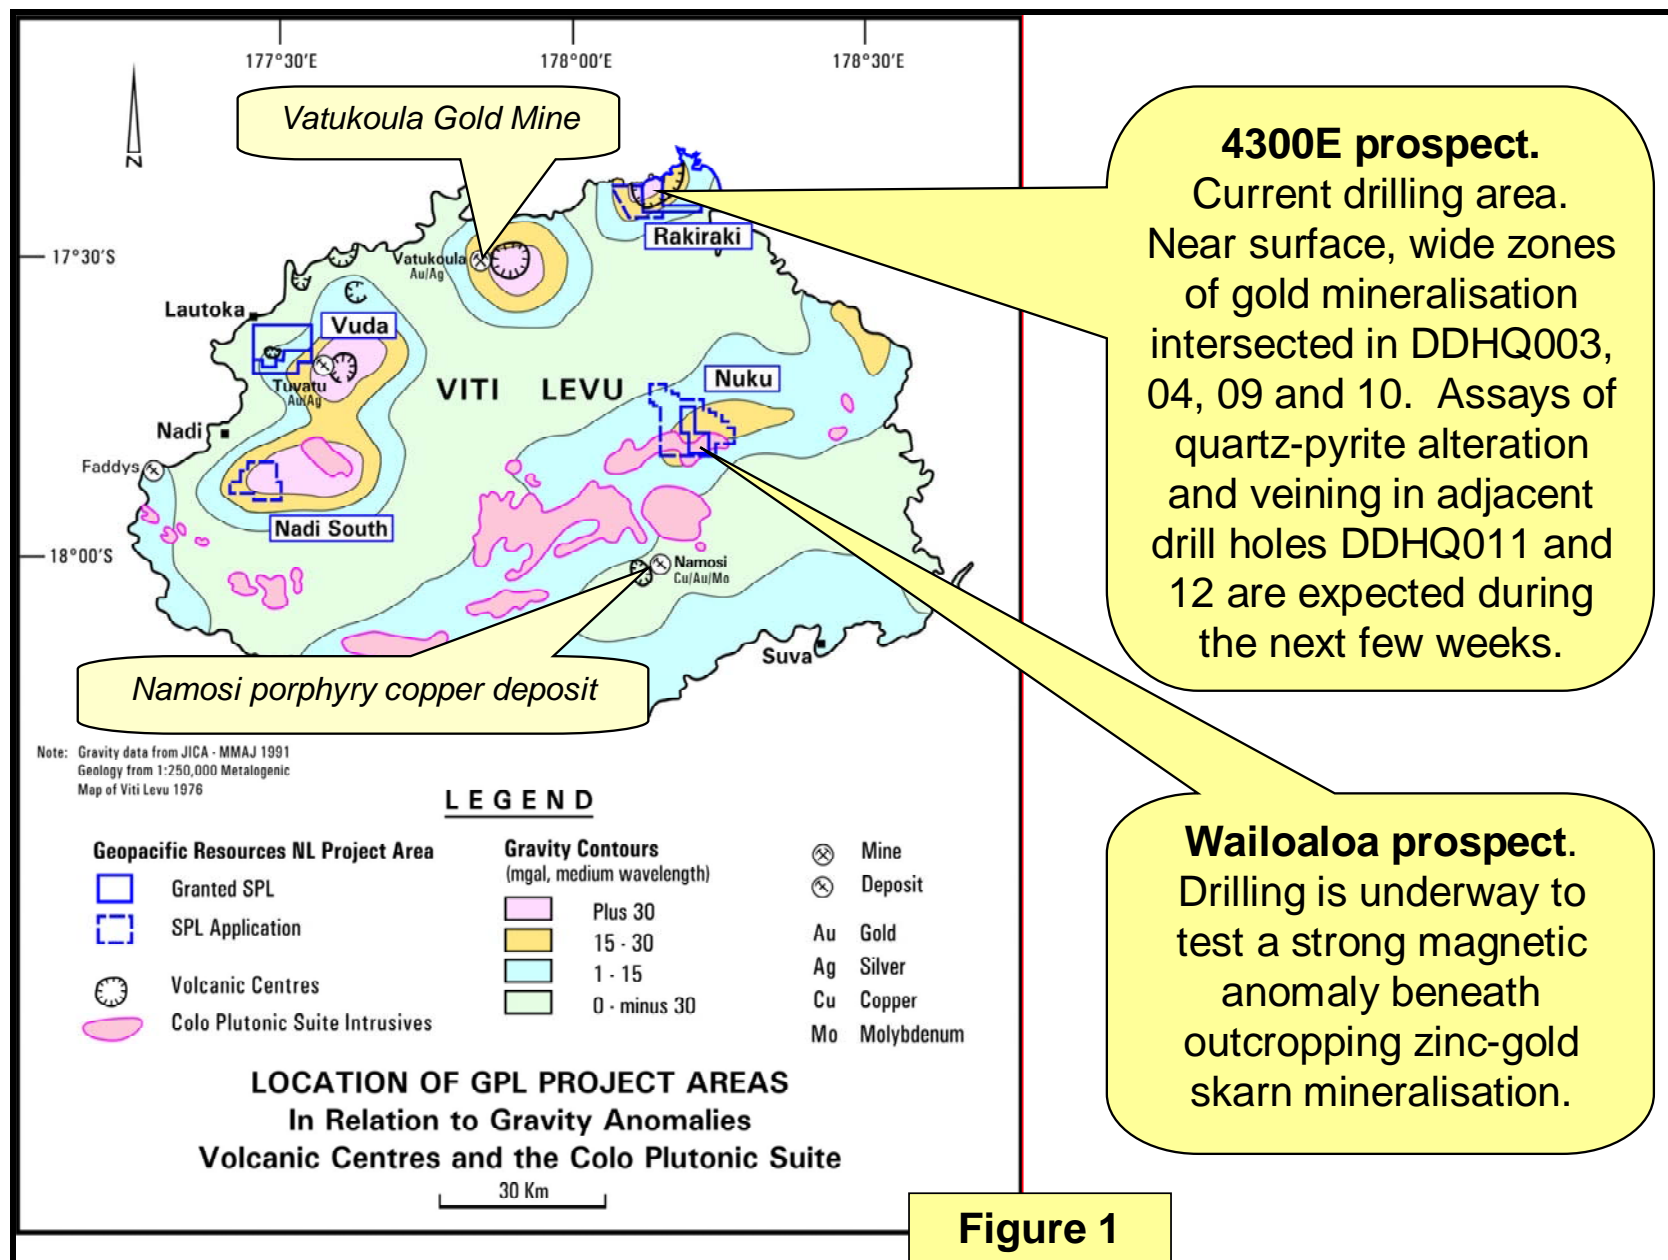 177°30'E
178°00'E
178°30'E
N
Vatukoula Gold Mine
4300E prospect.
Current drilling area.
Near surface, wide zones
of gold mineralisation
intersected in DDHQ003,
04, 09 and 10.  Assays of
quartz-pyrite alteration
and veining in adjacent
drill holes DDHQ011 and
12 are expected during
the next few weeks.
Rakiraki
17°30'S
Vatukoula
Au/Ag
Lautoka
Vuda
Tuvatu
Au/Ag
VITI LEVU
Nuku
Nadi
Faddys
Nadi South
18°00'S
Namosi
Cu/Au/Mo
Suva
Namosi porphyry copper deposit
Note: Gravity data from JICA - MMAJ 1991
Geology from 1:250,000 Metalogenic
Map of Viti Levu 1976
LEGEND
Geopacific Resources NL Project Area
Granted SPL
SPL Application
Volcanic Centres
Colo Plutonic Suite Intrusives
Gravity Contours
(mgal, medium wavelength)
Plus 30
15 - 30
1 - 15
0 - minus 30
Mine
Deposit
Au Gold
Ag Silver
Cu Copper
Mo Molybdenum
Wailoaloa prospect.
Drilling is underway to
test a strong magnetic
anomaly beneath
outcropping zinc-gold
skarn mineralisation.
LOCATION OF GPL PROJECT AREAS
In Relation to Gravity Anomalies
Volcanic Centres and the Colo Plutonic Suite
30 Km
Figure 1